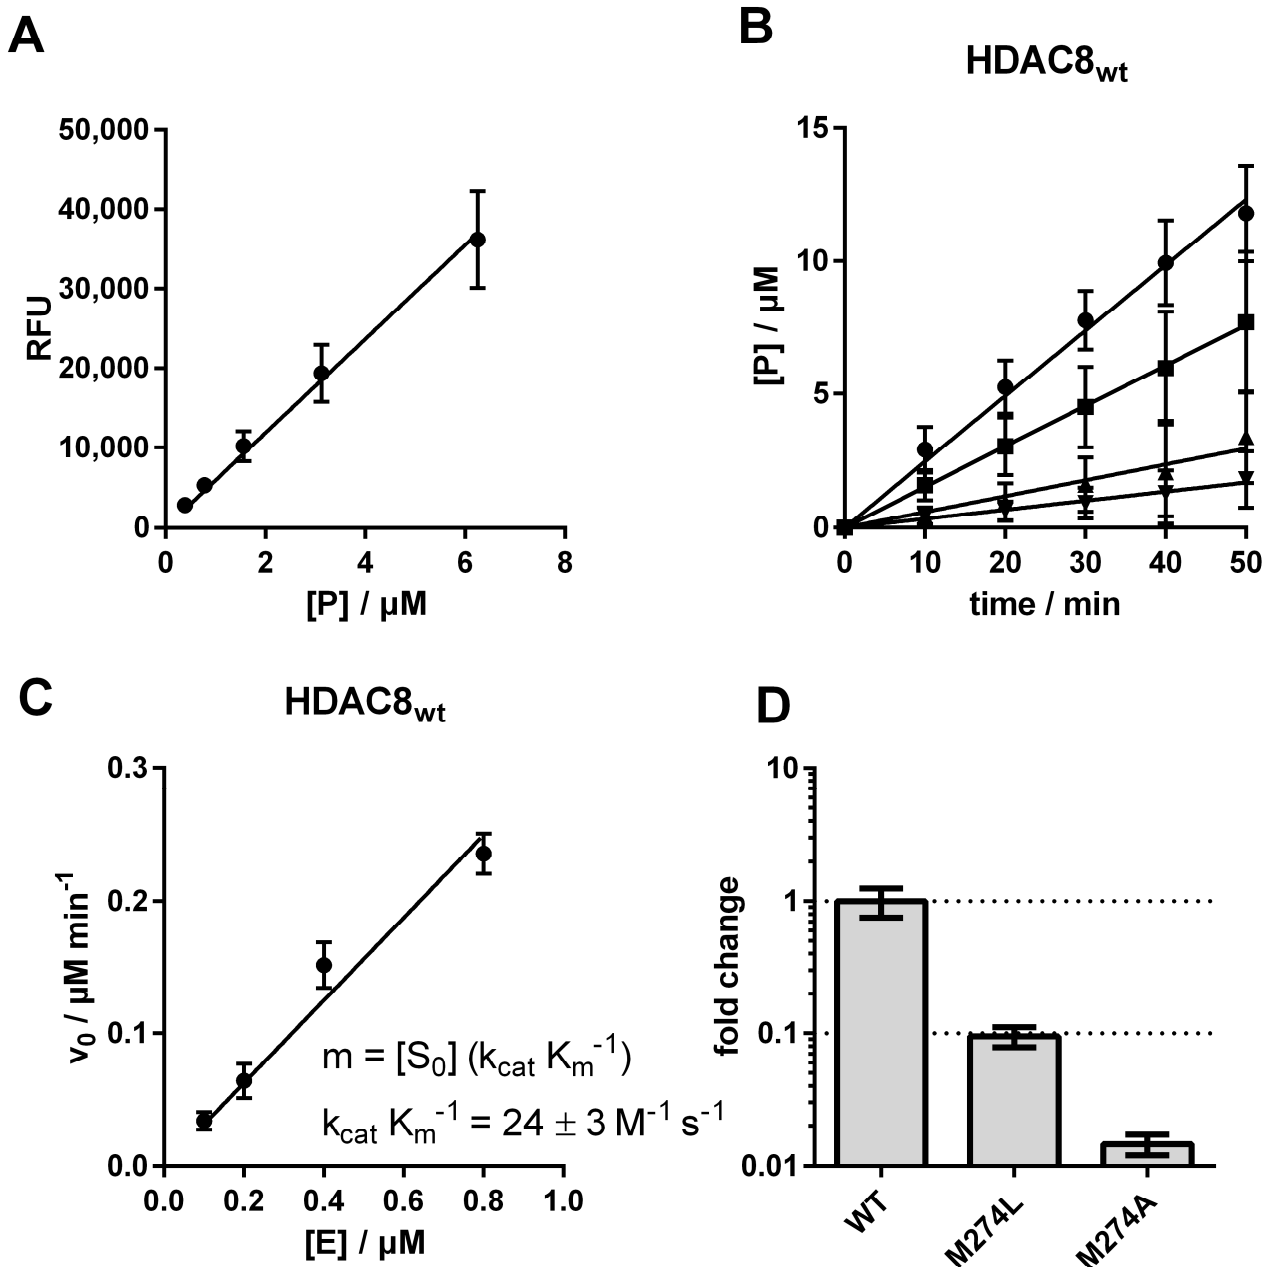 A
50,000
40,000
30,000
20,000
10,000
0
RFU
0 2 4 6 8
[P] / µM
B
HDAC8wt
15
10
5
0
[P] / µM
0 10 20 30 40 50
time / min
C
HDAC8wt
0.3
0.2
0.1
0.0
v0 / µM min-1
m = [S0] (kcat Km-1)
kcat Km-1 = 24 ± 3 M-1 s-1
0.0 0.2 0.4 0.6 0.8 1.0
[E] / µM
D
10
1
0.1
0.01
fold change
WT M274L M274A